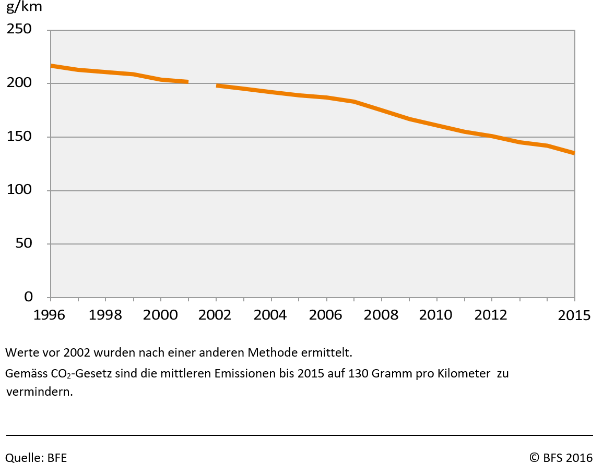 g/km
250
200
150
100
50
0
1996 1998 2000 2002 2004 2006 2008 2010 2012 2015
Werte vor 2002 wurden nach einer anderen Methode ermittelt.
Gemäss CO₂-Gesetz sind die mittleren Emissionen bis 2015 auf 130 Gramm pro Kilometer zu
vermindern.
Quelle: BFE © BFS 2016